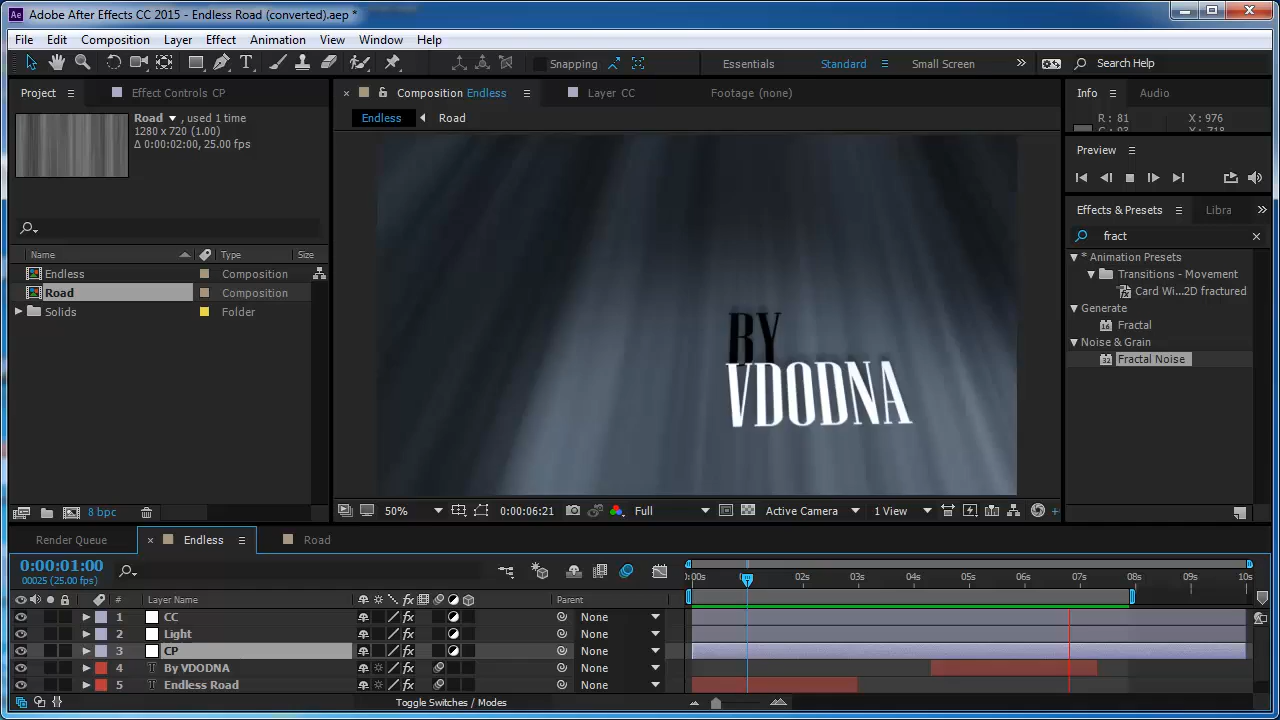 Adobe After Effects CC 2015 - Endless Road (converted).aep *
File Edit Composition Layer Effect Animation View Window Help
Snapping Essentials Standard Small Screen Search Help
Project Effect Controls CP
Composition Endless Layer CC Footage (none)
Info Audio
Endless Road
Road , used 1 time
1280 x 720 (1.00)
Δ 0:00:02:00, 25.00 fps
R : 81 X : 976
Preview
Effects & Presets Libra
fract
* Animation Presets
Transitions - Movement
Card Wi...2D fractured
Generate
Fractal
Noise & Grain
Fractal Noise
Name Type Size
Endless Composition
Road Composition
Solids Folder
BY
VDODNA
8 bpc
50% 0:00:06:21 Full Active Camera 1 View
Render Queue Endless Road
0:00:01:00
00025 (25.00 fps)
:00s 02s 03s 04s 05s 06s 07s 08s 09s 10s
# Layer Name Parent
1 CC None
2 Light None
3 CP None
4 T By VDODNA None
5 T Endless Road None
Toggle Switches / Modes